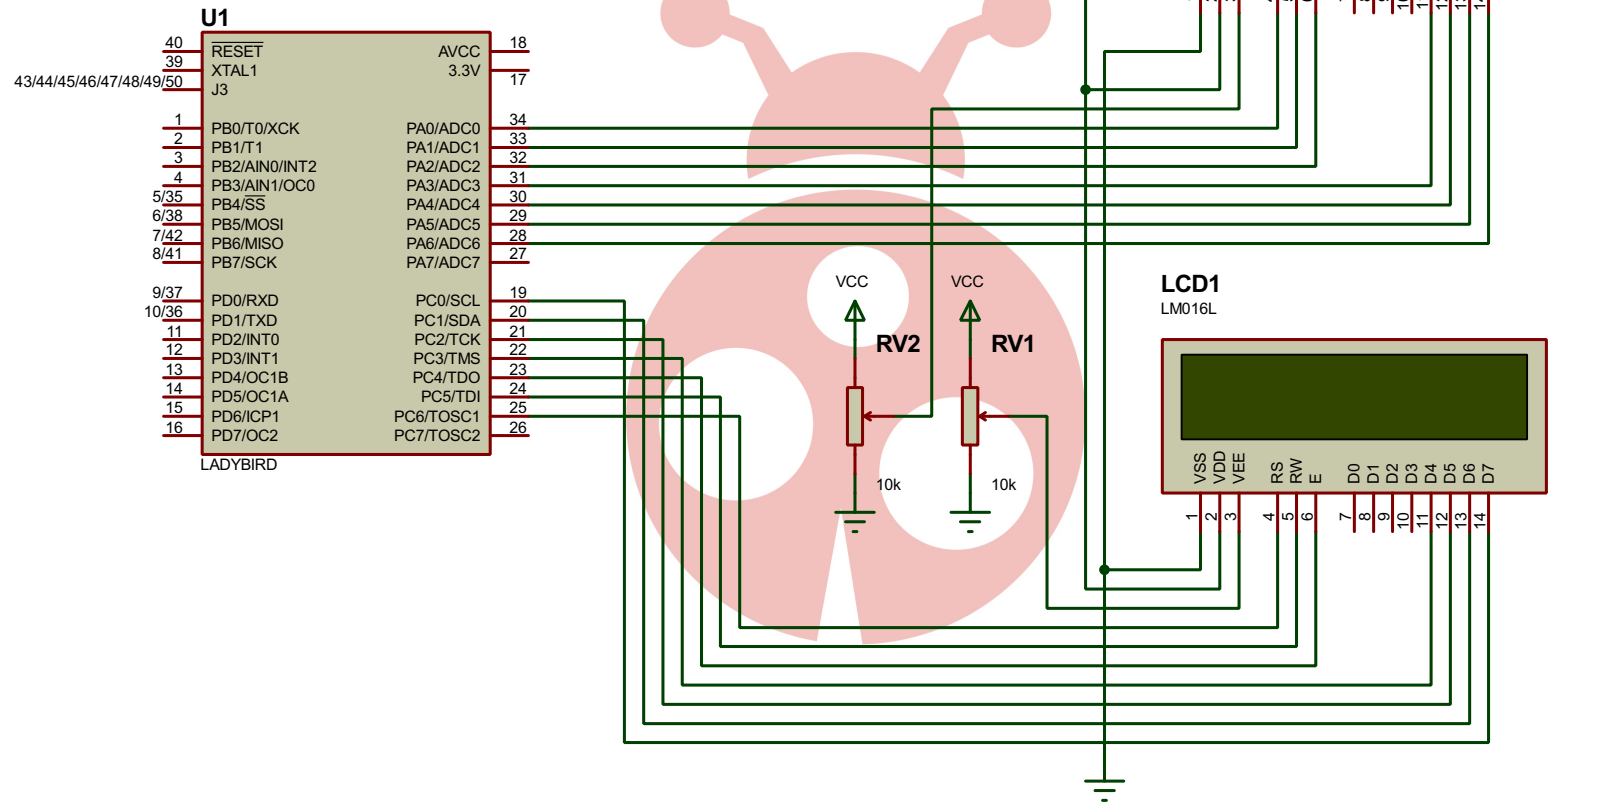 U1
40 RESET AVCC 18
39 XTAL1 3.3V 17
43/44/45/46/47/48/49/50 J3
1 PB0/T0/XCK PA0/ADC0 34
2 PB1/T1 PA1/ADC1 33
3 PB2/AIN0/INT2 PA2/ADC2 32
4 PB3/AIN1/OC0 PA3/ADC3 31
5/35 PB4/SS PA4/ADC4 30
6/38 PB5/MOSI PA5/ADC5 29
7/42 PB6/MISO PA6/ADC6 28
8/41 PB7/SCK PA7/ADC7 27
9/37 PD0/RXD PC0/SCL 19
10/36 PD1/TXD PC1/SDA 20
11 PD2/INT0 PC2/TCK 21
12 PD3/INT1 PC3/TMS 22
13 PD4/OC1B PC4/TDO 23
14 PD5/OC1A PC5/TDI 24
15 PD6/ICP1 PC6/TOSC1 25
16 PD7/OC2 PC7/TOSC2 26
LADYBIRD
VCC VCC
RV2 RV1
10k 10k
LCD1
LM016L
VSS VDD VEE RS RW E D0 D1 D2 D3 D4 D5 D6 D7
1 2 3 4 5 6 7 8 9 10 11 12 13 14